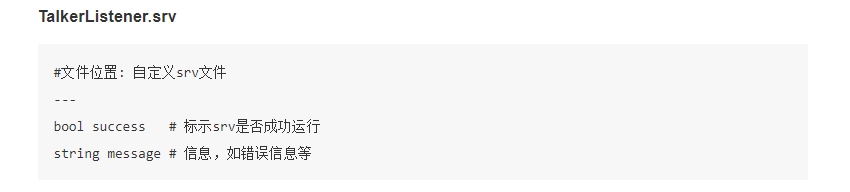 TalkerListener.srv
#文件位置: 自定义srv文件
---
bool success   # 标示srv是否成功运行
string message # 信息，如错误信息等